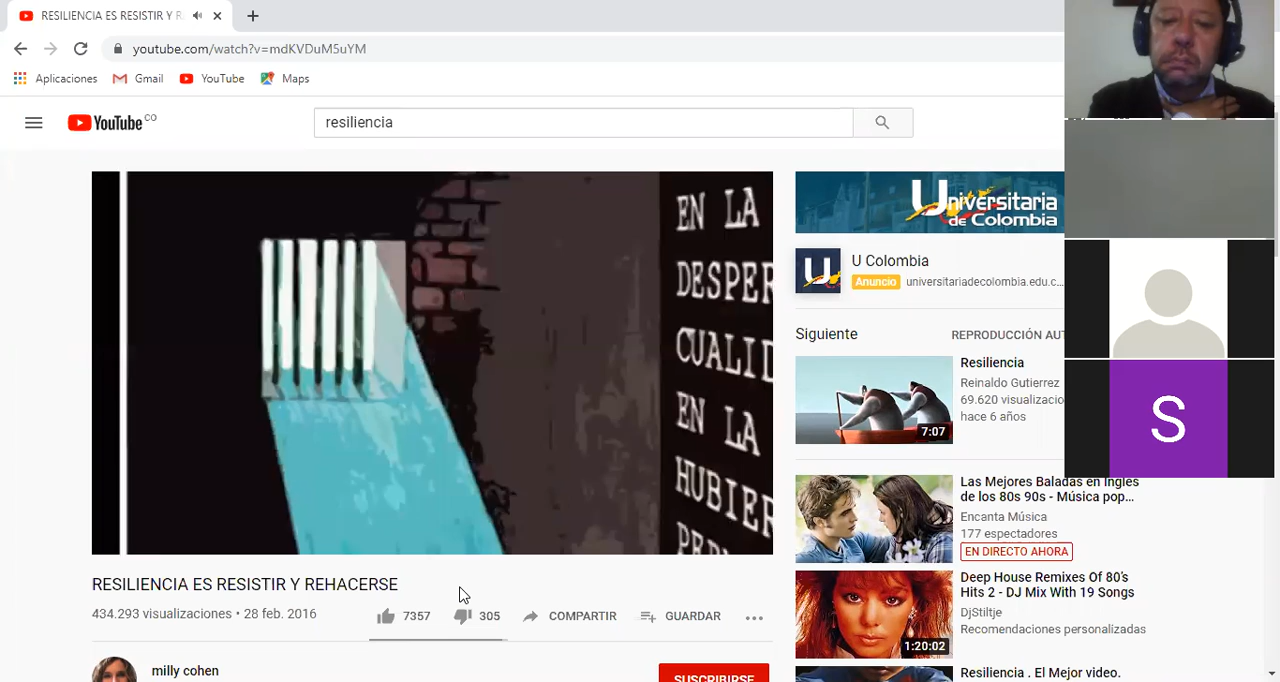 RESILIENCIA ES RESISTIR Y R
youtube.com/watch?v=mdKVDuM5uYM
Aplicaciones
Gmail
YouTube
Maps
YouTube CO
resiliencia
EN LA
DESPER
CUALID
EN LA
HUBIER
RESILIENCIA ES RESISTIR Y REHACERSE
434.293 visualizaciones • 28 feb. 2016
7357
305
COMPARTIR
GUARDAR
milly cohen
SUSCRIBIRSE
Universitaria
de Colombia
U
U Colombia
Anuncio universitariadecolombia.edu.c...
Siguiente
REPRODUCCIÓN AUT
Resiliencia
Reinaldo Gutierrez
69.620 visualizacio
hace 6 años
7:07
Las Mejores Baladas en Ingles
de los 80s 90s - Música pop...
Encanta Música
177 espectadores
EN DIRECTO AHORA
Deep House Remixes Of 80's
Hits 2 - DJ Mix With 19 Songs
DjStiltje
Recomendaciones personalizadas
1:20:02
Resiliencia . El Mejor video.
S